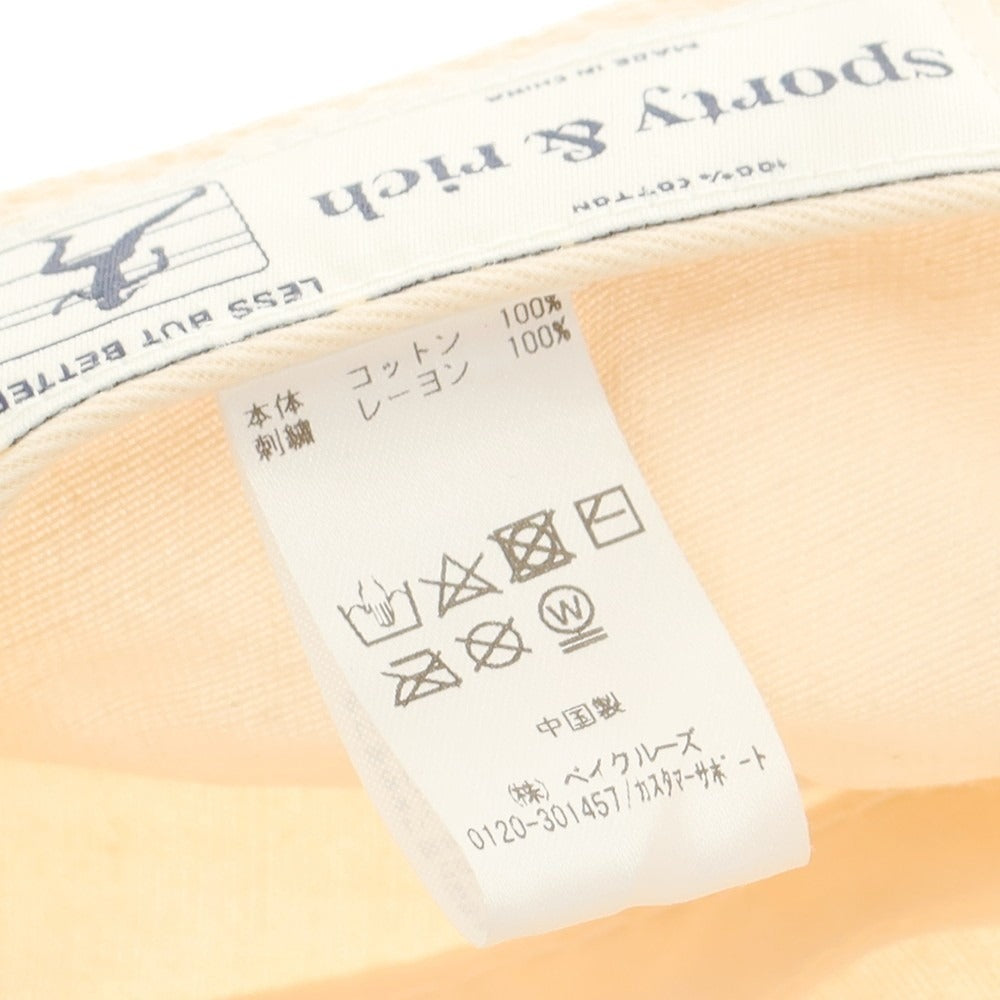 MADE IN CHINA
sporty & rich
100% COTTON
LESS BUT BETTER
本体 コットン 100%
刺繍 レーヨン 100%
W
中国製
(株) ベイクルーズ
0120-301457/カスタマーサポート